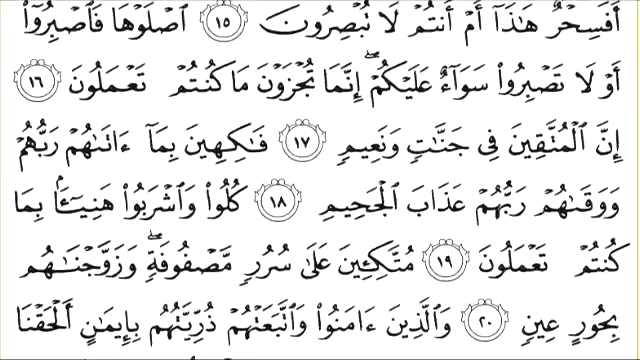 أَفَسِحْرٌ هَٰذَآ أَمْ أَنتُمْ لَا تُبْصِرُونَ ١٥ ٱصْلَوْهَا فَٱصْبِرُوٓا۟
أَوْ لَا تَصْبِرُوا۟ سَوَآءٌ عَلَيْكُمْ ۖ إِنَّمَا تُجْزَوْنَ مَا كُنتُمْ تَعْمَلُونَ ١٦
إِنَّ ٱلْمُتَّقِينَ فِى جَنَّٰتٍ وَنَعِيمٍ ١٧ فَٰكِهِينَ بِمَآ ءَاتَىٰهُمْ رَبُّهُمْ
وَوَقَىٰهُمْ رَبُّهُمْ عَذَابَ ٱلْجَحِيمِ ١٨ كُلُوا۟ وَٱشْرَبُوا۟ هَنِيٓـًٔۢا بِمَا
كُنتُمْ تَعْمَلُونَ ١٩ مُتَّكِـِٔينَ عَلَىٰ سُرُرٍ مَّصْفُوفَةٍ ۖ وَزَوَّجْنَٰهُم
بِحُورٍ عِينٍ ٢٠ وَٱلَّذِينَ ءَامَنُوا۟ وَٱتَّبَعَتْهُمْ ذُرِّيَّتُهُم بِإِيمَٰنٍ أَلْحَقْنَا